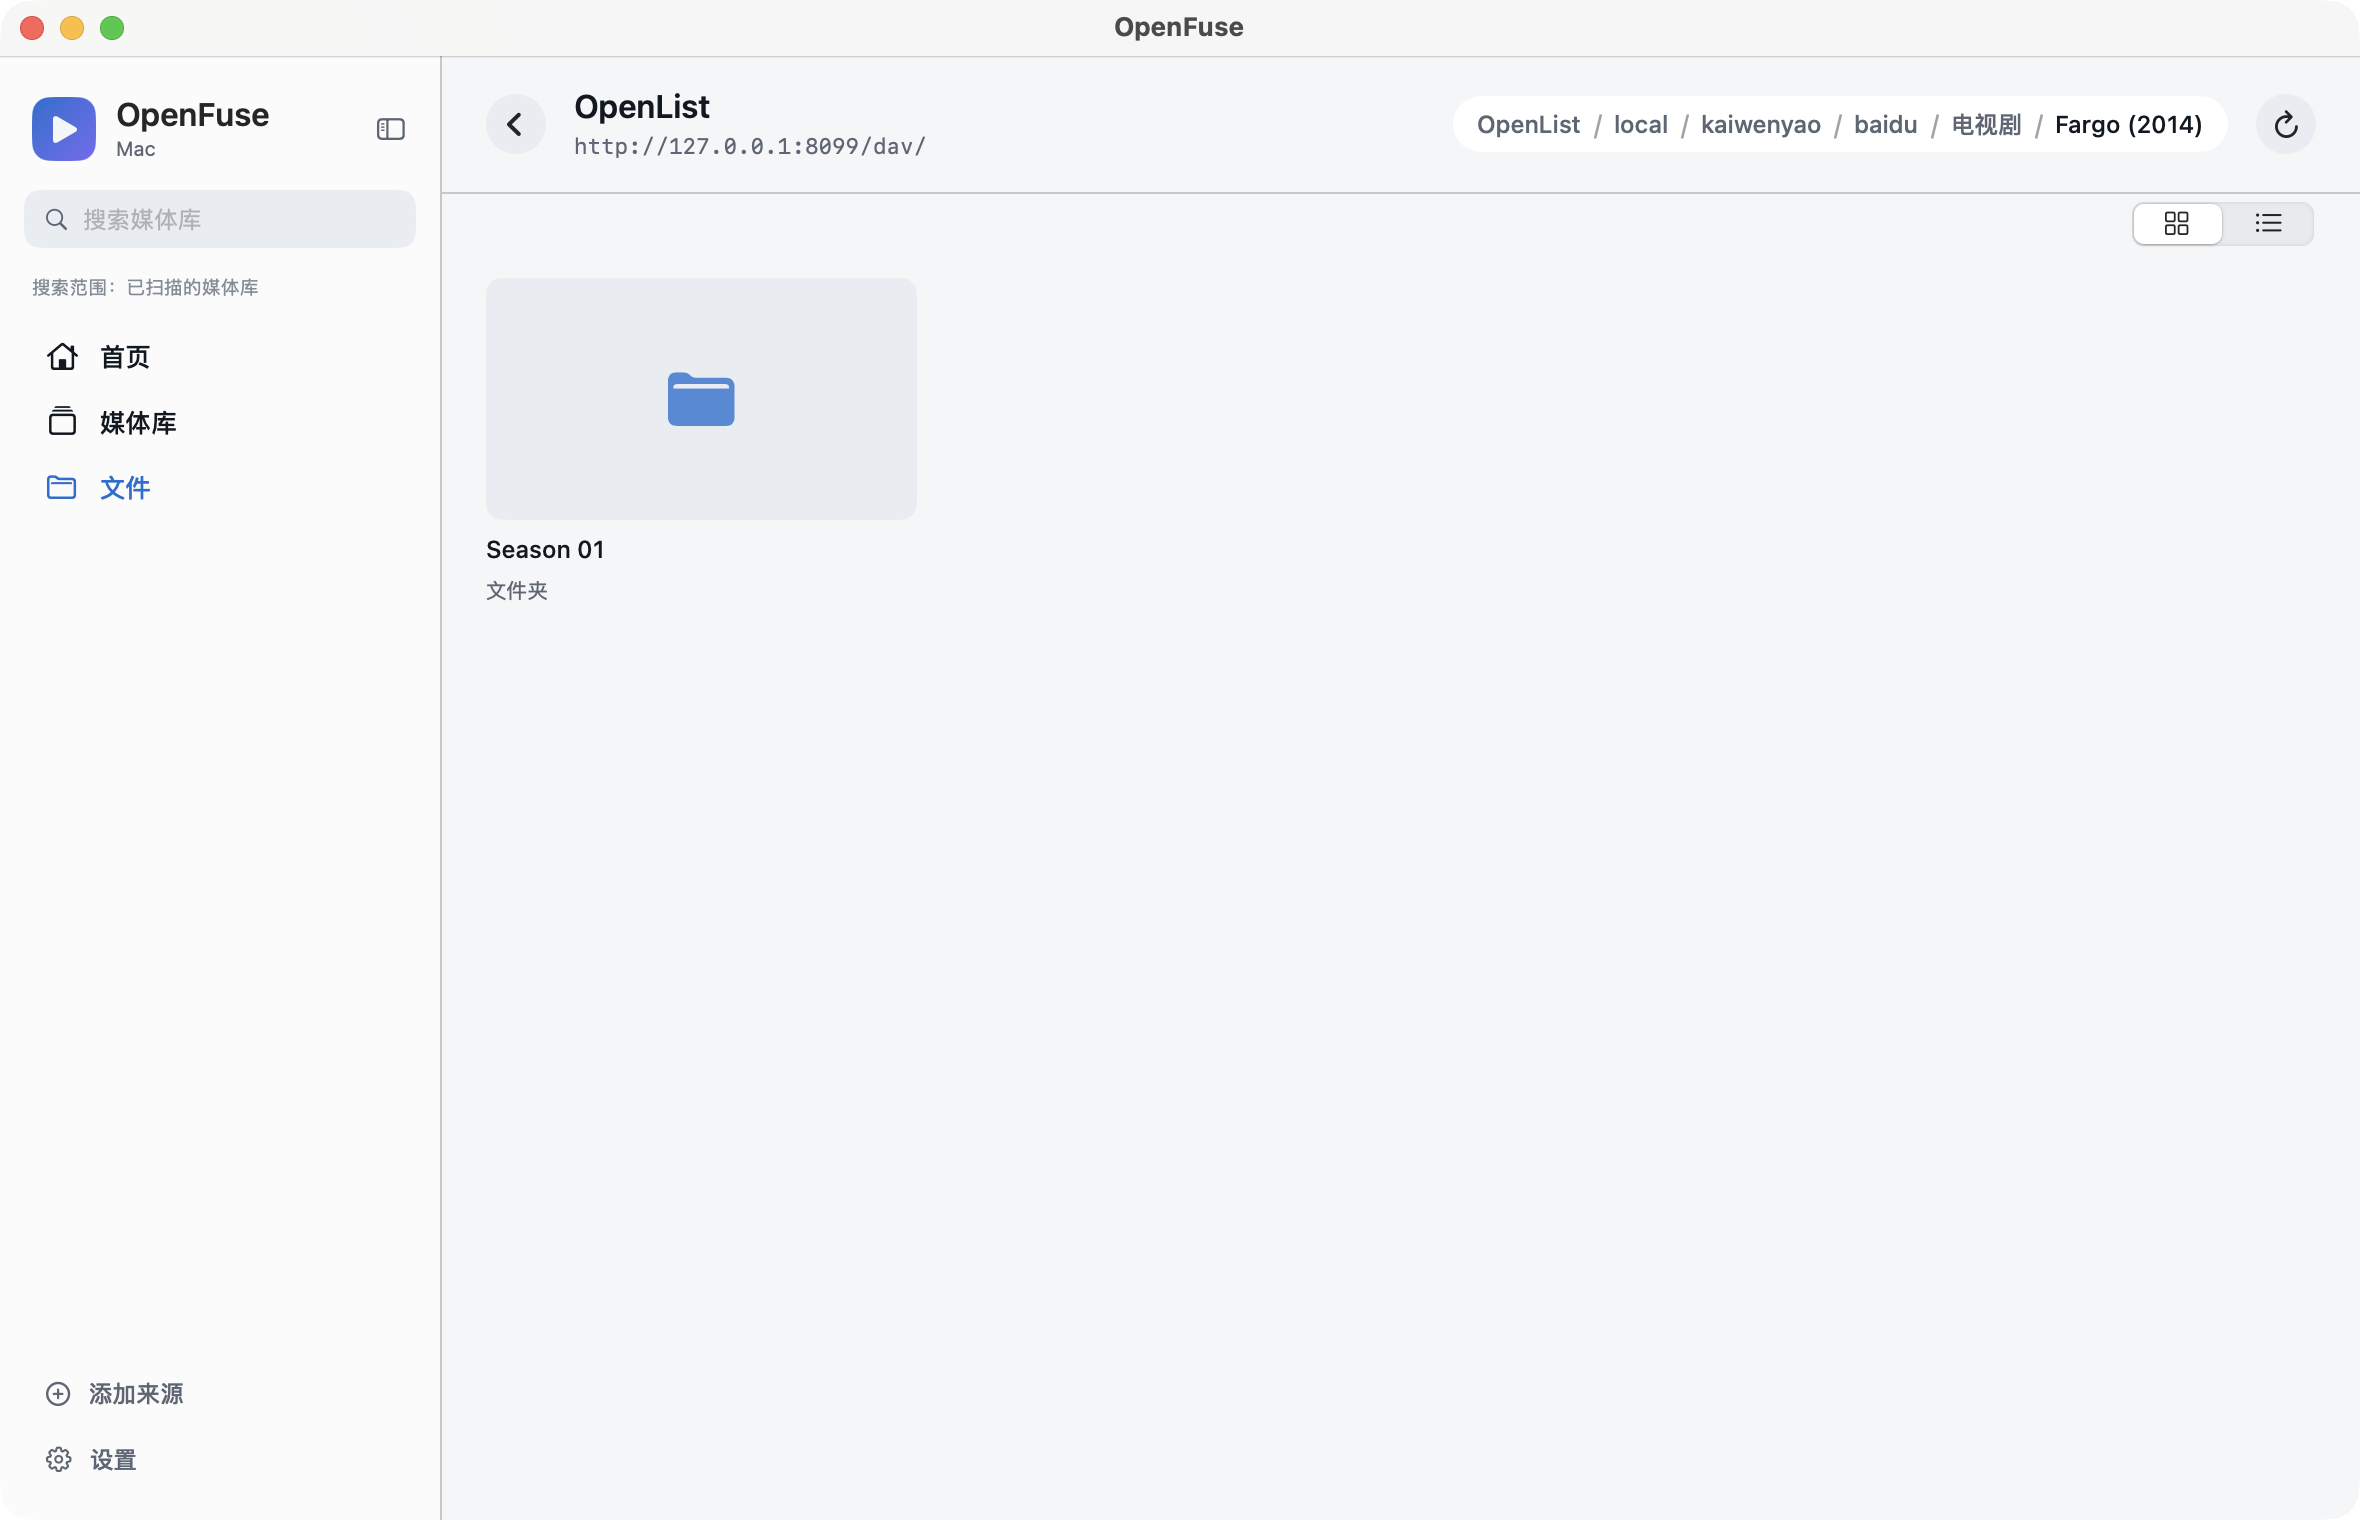 OpenFuse
OpenFuse
Mac
搜索媒体库
搜索范围：已扫描的媒体库
首页
媒体库
文件
添加来源
设置
OpenList
http://127.0.0.1:8099/dav/
OpenList / local / kaiwenyao / baidu / 电视剧 / Fargo (2014)
Season 01
文件夹